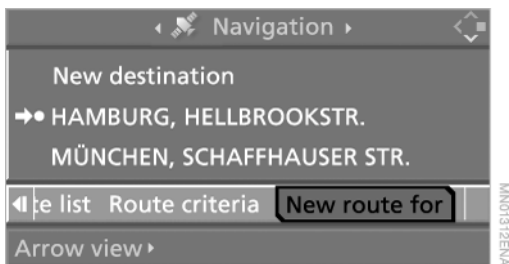 Navigation
New destination
HAMBURG, HELLBROOKSTR.
MÜNCHEN, SCHAFFHAUSER STR.
te list Route criteria New route for
Arrow view
MN01312ENA